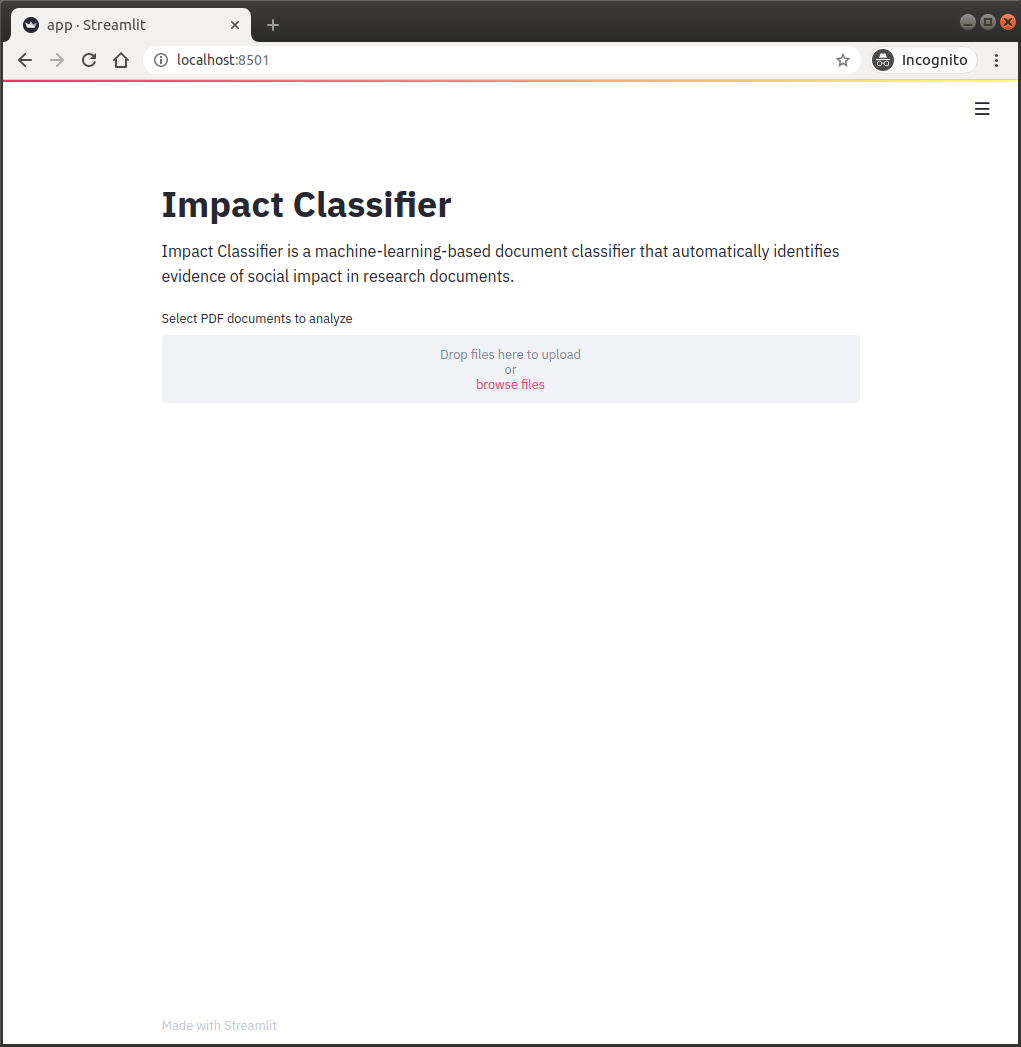 app · Streamlit
localhost:8501
Incognito
Impact Classifier
Impact Classifier is a machine-learning-based document classifier that automatically identifies
evidence of social impact in research documents.
Select PDF documents to analyze
Drop files here to upload
or
browse files
Made with Streamlit